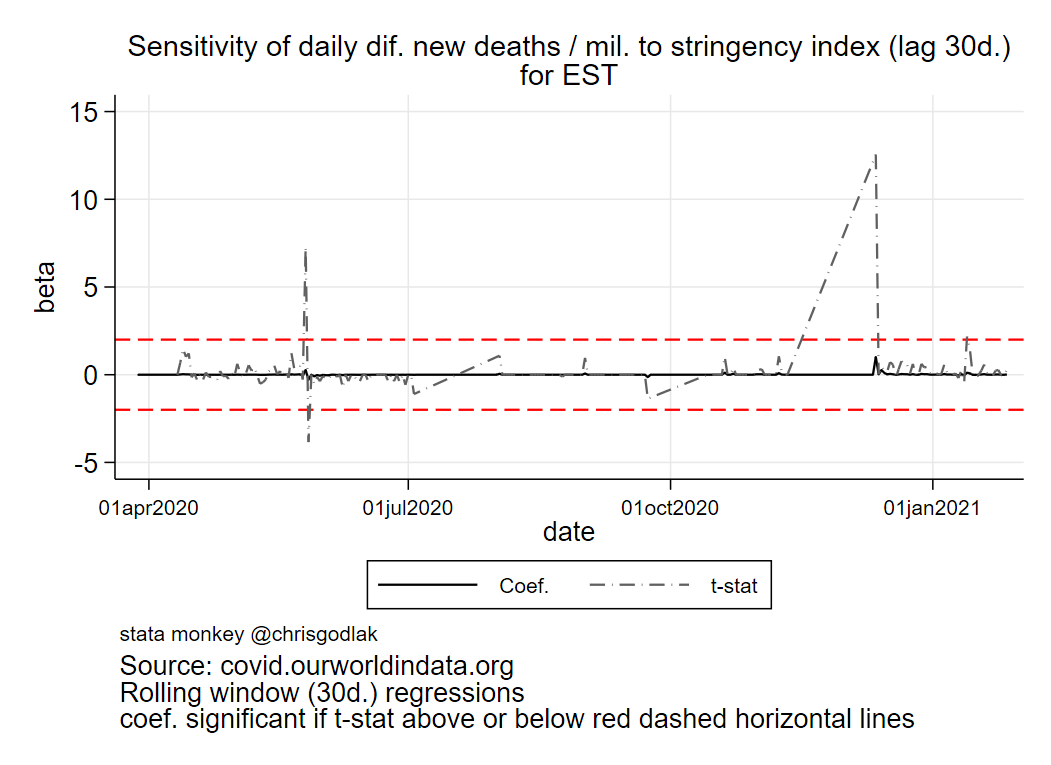 Sensitivity of daily dif. new deaths / mil. to stringency index (lag 30d.)
for EST
15
10
5
0
-5
beta
01apr2020
01jul2020
01oct2020
01jan2021
date
Coef.
t-stat
stata monkey @chrisgodlak
Source: covid.ourworldindata.org
Rolling window (30d.) regressions
coef. significant if t-stat above or below red dashed horizontal lines